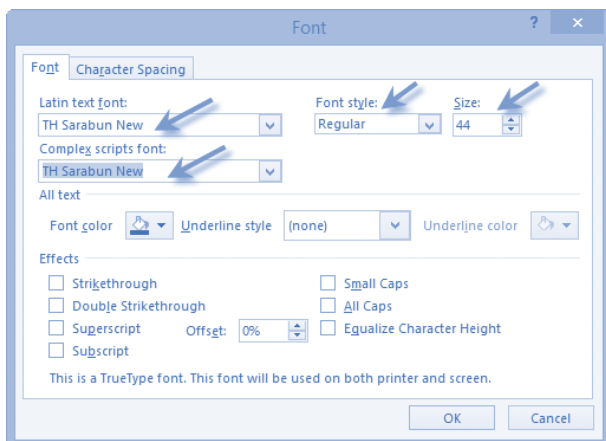 Font ? ×
Font Character Spacing
Latin text font: Font style: Size:
TH Sarabun New Regular 44
Complex scripts font:
TH Sarabun New
All text
Font color Underline style (none) Underline color
Effects
Strikethrough Small Caps
Double Strikethrough All Caps
Superscript Offset: 0% Equalize Character Height
Subscript
This is a TrueType font. This font will be used on both printer and screen.
OK Cancel